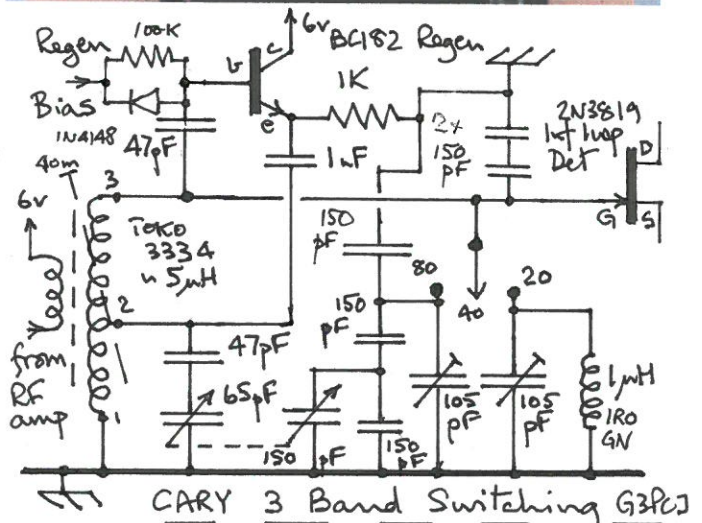 Regen
100K
6v
BC182 Regen
b
c
e
Bias
1N4148
47pF
1K
2x
150
pF
2N3819
Inf imp
Det
D
G
S
40m
6v
3
TOKO
3334
~ 5µH
1nF
150
pF
80
20
40
2
47pF
150
pF
from
RF
amp
65pF
105
pF
105
pF
1µH
1R0
GN
1
150
pF
150
pF
CARY 3 Band Switching G3PCJ